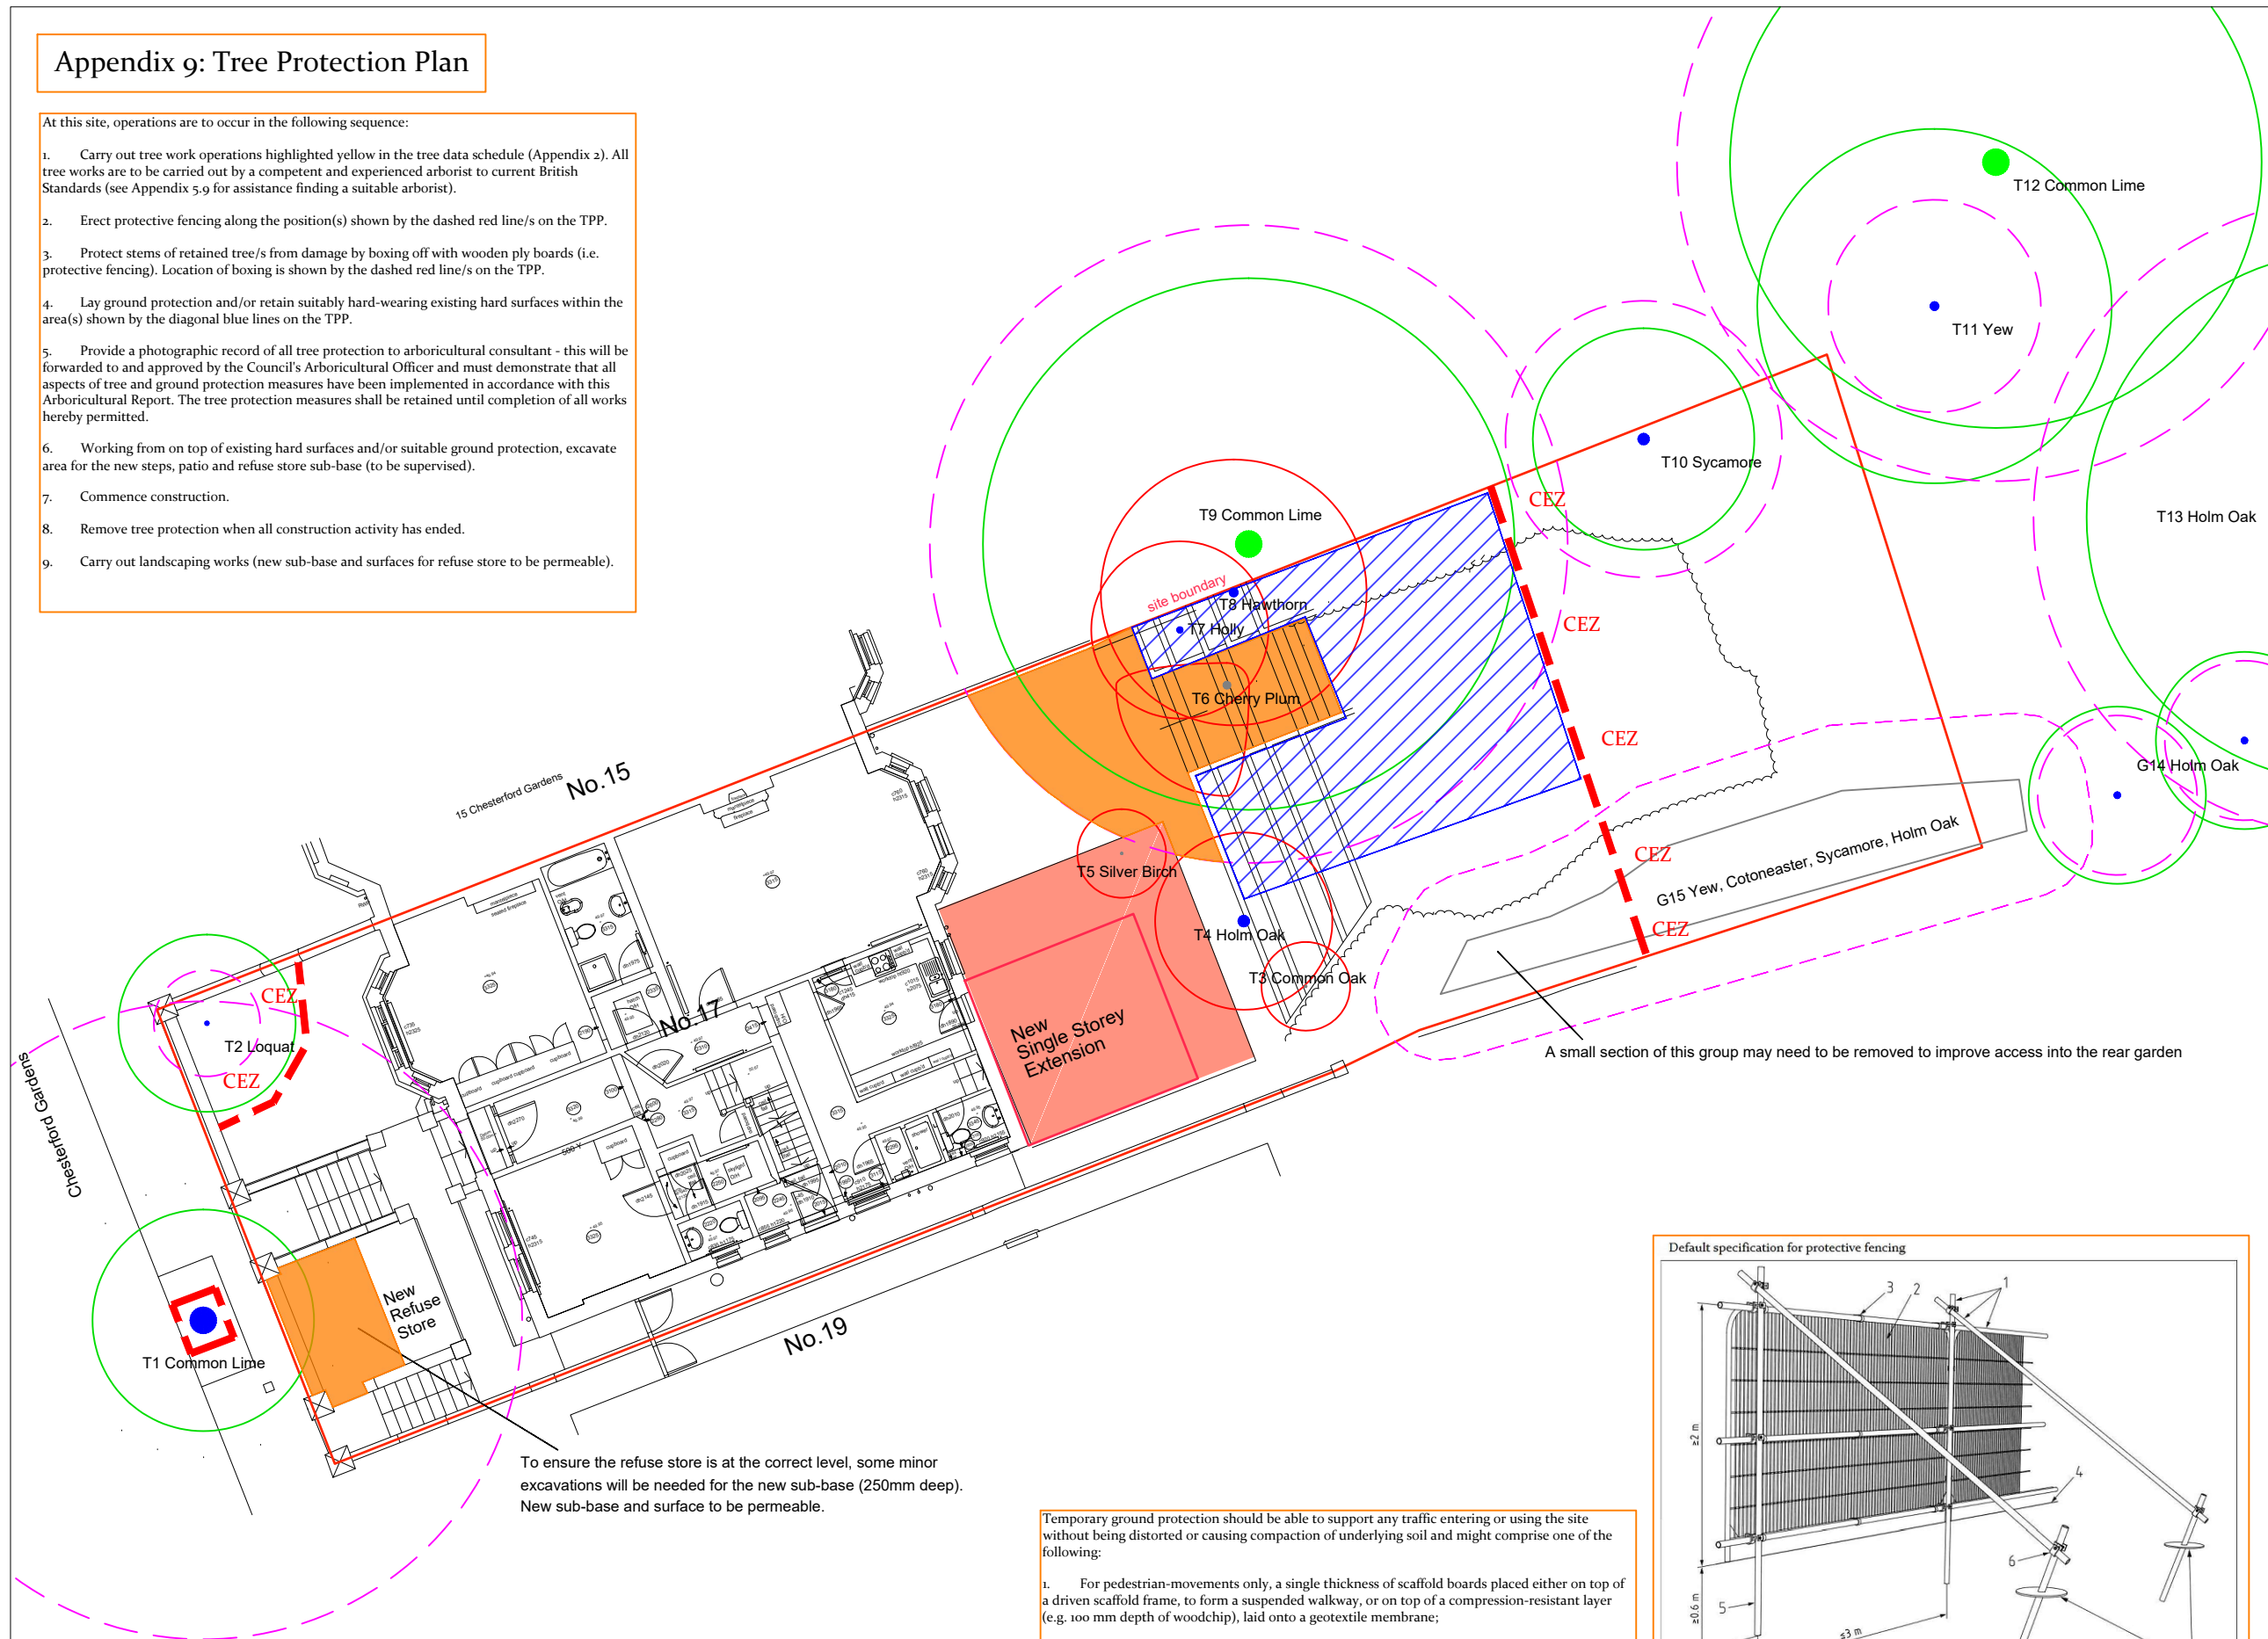 Appendix 9: Tree Protection Plan
At this site, operations are to occur in the following sequence:
1. Carry out tree work operations highlighted yellow in the tree data schedule (Appendix 2). All
tree works are to be carried out by a competent and experienced arborist to current British
Standards (see Appendix 5.9 for assistance finding a suitable arborist).
2. Erect protective fencing along the position(s) shown by the dashed red line/s on the TPP.
3. Protect stems of retained tree/s from damage by boxing off with wooden ply boards (i.e.
protective fencing). Location of boxing is shown by the dashed red line/s on the TPP.
4. Lay ground protection and/or retain suitably hard-wearing existing hard surfaces within the
area(s) shown by the diagonal blue lines on the TPP.
5. Provide a photographic record of all tree protection to arboricultural consultant - this will be
forwarded to and approved by the Council's Arboricultural Officer and must demonstrate that all
aspects of tree and ground protection measures have been implemented in accordance with this
Arboricultural Report. The tree protection measures shall be retained until completion of all works
hereby permitted.
6. Working from on top of existing hard surfaces and/or suitable ground protection, excavate
area for the new steps, patio and refuse store sub-base (to be supervised).
7. Commence construction.
8. Remove tree protection when all construction activity has ended.
9. Carry out landscaping works (new sub-base and surfaces for refuse store to be permeable).
T12 Common Lime
T11 Yew
T10 Sycamore
T13 Holm Oak
CEZ
T9 Common Lime
site boundary
T8 Hawthorn
T7 Holly
CEZ
T6 Cherry Plum
CEZ
G14 Holm Oak
15 Chesterford Gardens
No.15
CEZ
G15 Yew, Cotoneaster, Sycamore, Holm Oak
T5 Silver Birch
T4 Holm Oak
CEZ
T3 Common Oak
CEZ
T2 Loquat
CEZ
No.17
New
Single Storey
Extension
A small section of this group may need to be removed to improve access into the rear garden
Chesterford Gardens
New
Refuse
Store
T1 Common Lime
No.19
To ensure the refuse store is at the correct level, some minor
excavations will be needed for the new sub-base (250mm deep).
New sub-base and surface to be permeable.
Default specification for protective fencing
1
2
3
≥2 m
4
6
5
≥0.6 m
≤3 m
Temporary ground protection should be able to support any traffic entering or using the site
without being distorted or causing compaction of underlying soil and might comprise one of the
following:
1. For pedestrian-movements only, a single thickness of scaffold boards placed either on top of
a driven scaffold frame, to form a suspended walkway, or on top of a compression-resistant layer
(e.g. 100 mm depth of woodchip), laid onto a geotextile membrane;